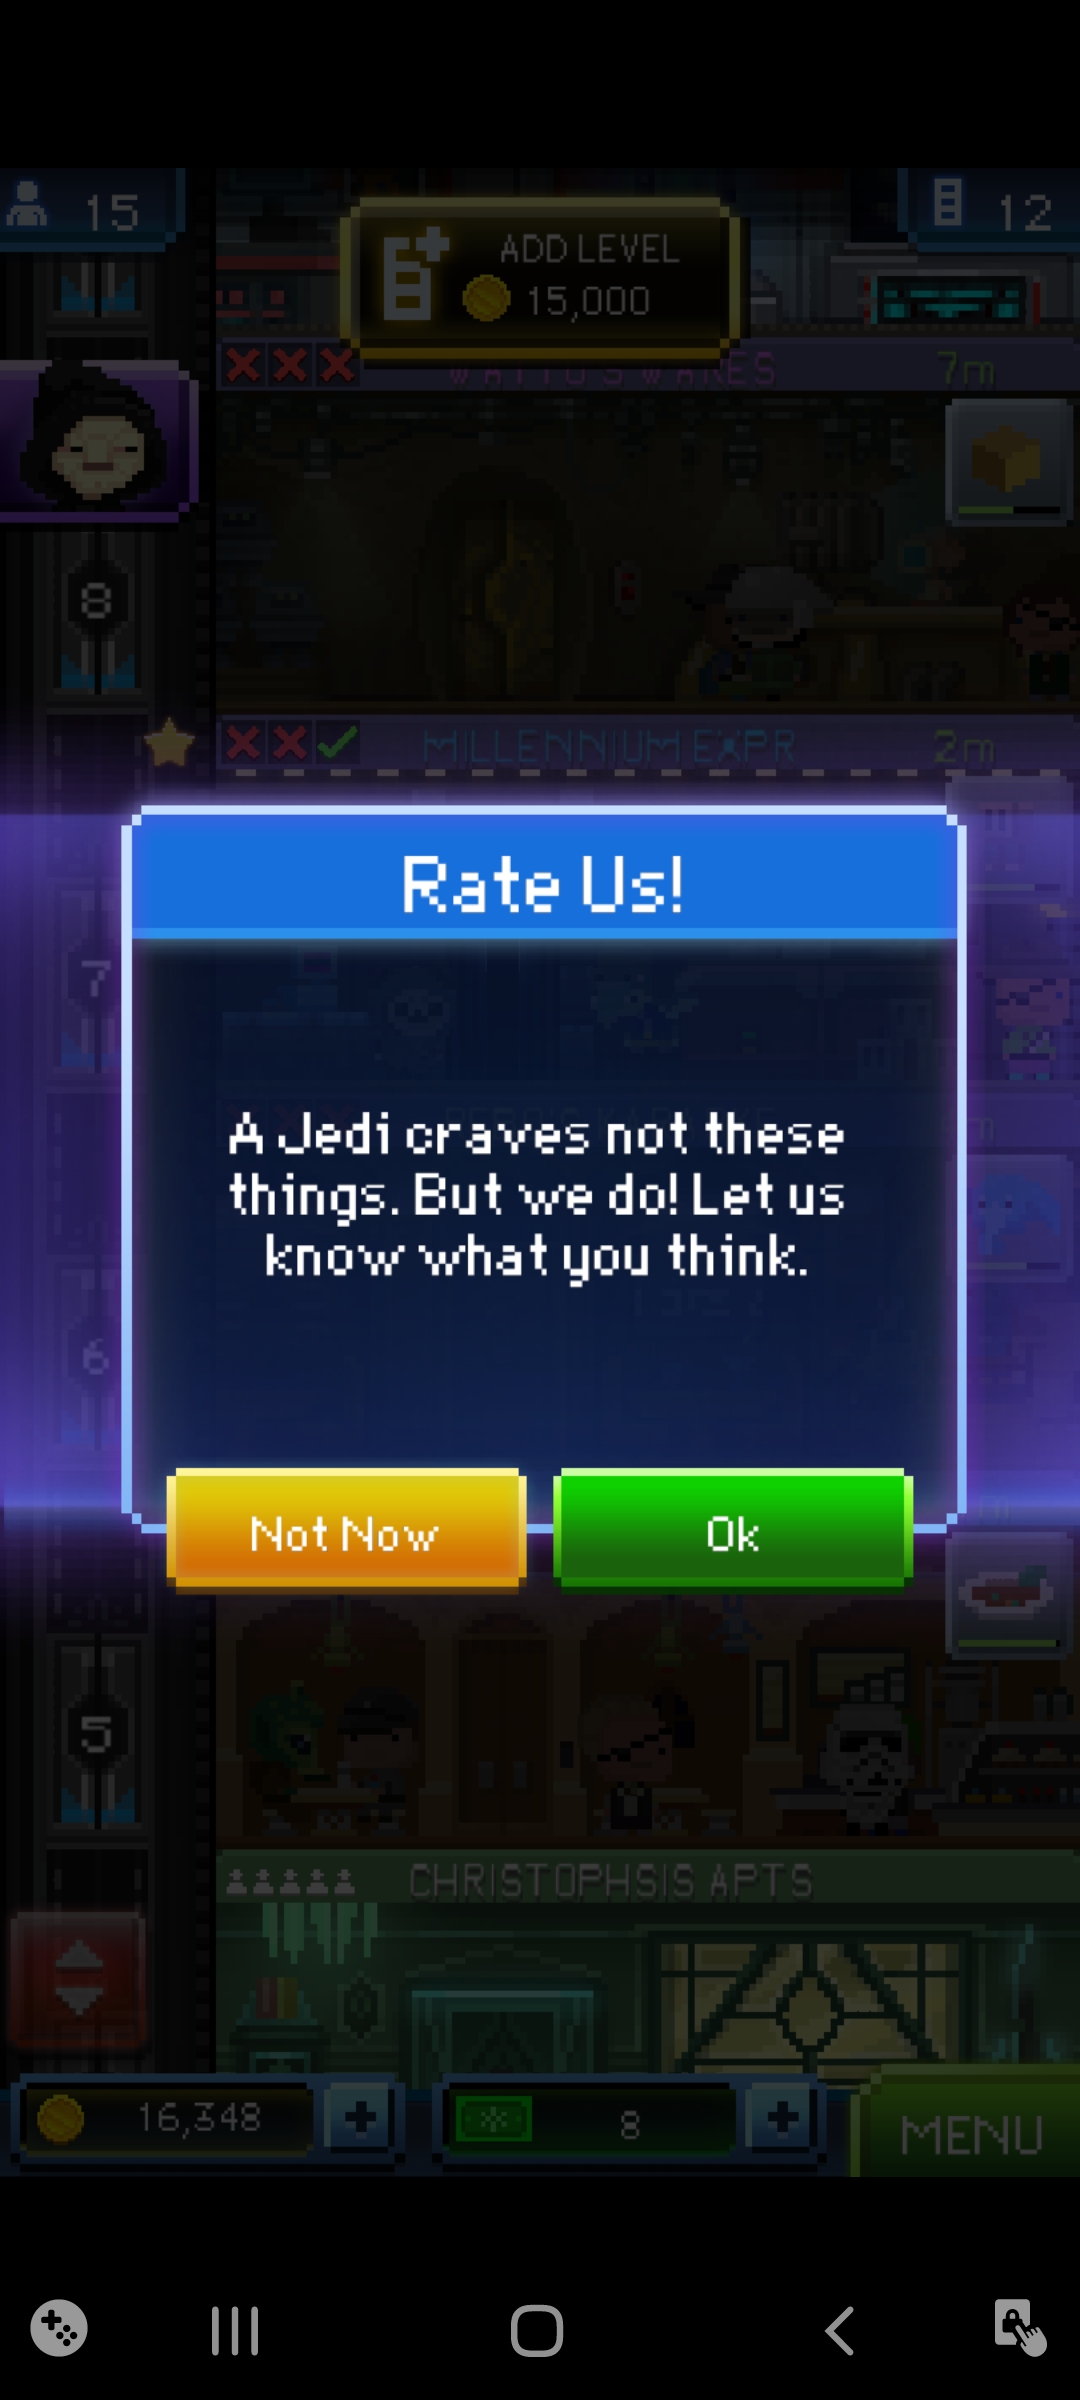 15
12
ADD LEVEL
15,000
WATTO'S WARES
7m
8
MILLENNIUM EXPR
2m
Rate Us!
7
A Jedi craves not these
things. But we do! Let us
know what you think.
6
Not Now
Ok
5
CHRISTOPHSIS APTS
16,348
8
MENU